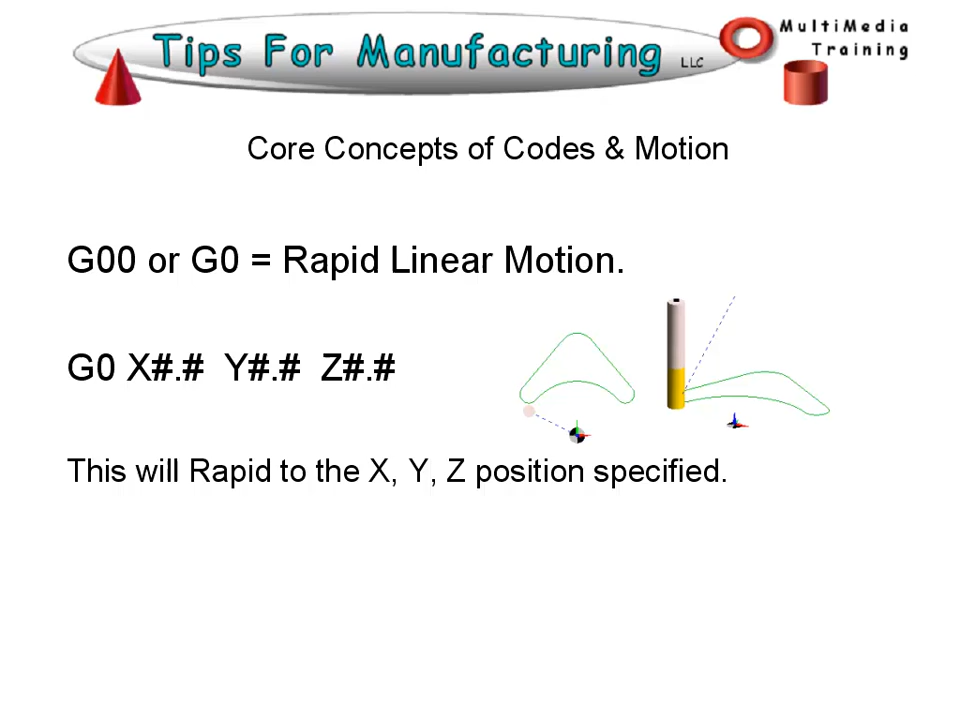 Tips For Manufacturing LLC
MultiMedia
Training
Core Concepts of Codes & Motion
G00 or G0 = Rapid Linear Motion.
G0 X#.# Y#.# Z#.#
This will Rapid to the X, Y, Z position specified.